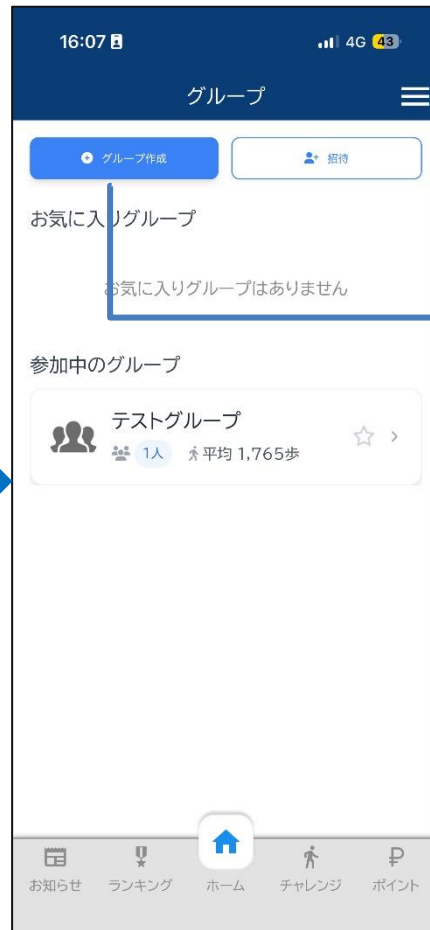 16:07 4G 43
グループ
グループ作成 招待
お気に入りグループ
お気に入りグループはありません
参加中のグループ
テストグループ
1人 平均 1,765歩
お知らせ ランキング ホーム チャレンジ ポイント